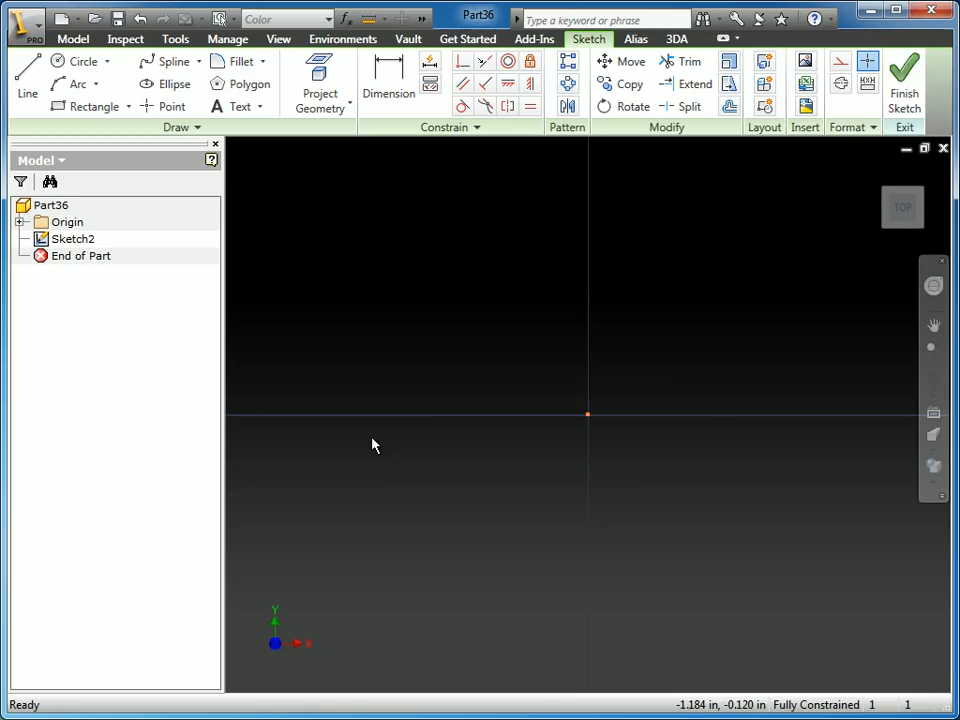 PRO
Color
Part36
Type a keyword or phrase
Model Inspect Tools Manage View Environments Vault Get Started Add-Ins Sketch Alias 3DA
Line
Circle
Arc
Rectangle
Spline
Ellipse
Point
Fillet
Polygon
Text
Project
Geometry
Dimension
Move
Copy
Rotate
Trim
Extend
Split
Finish
Sketch
Draw Constrain Pattern Modify Layout Insert Format Exit
Model
Part36
Origin
Sketch2
End of Part
TOP
Y
X
Ready -1.184 in, -0.120 in Fully Constrained 1 1